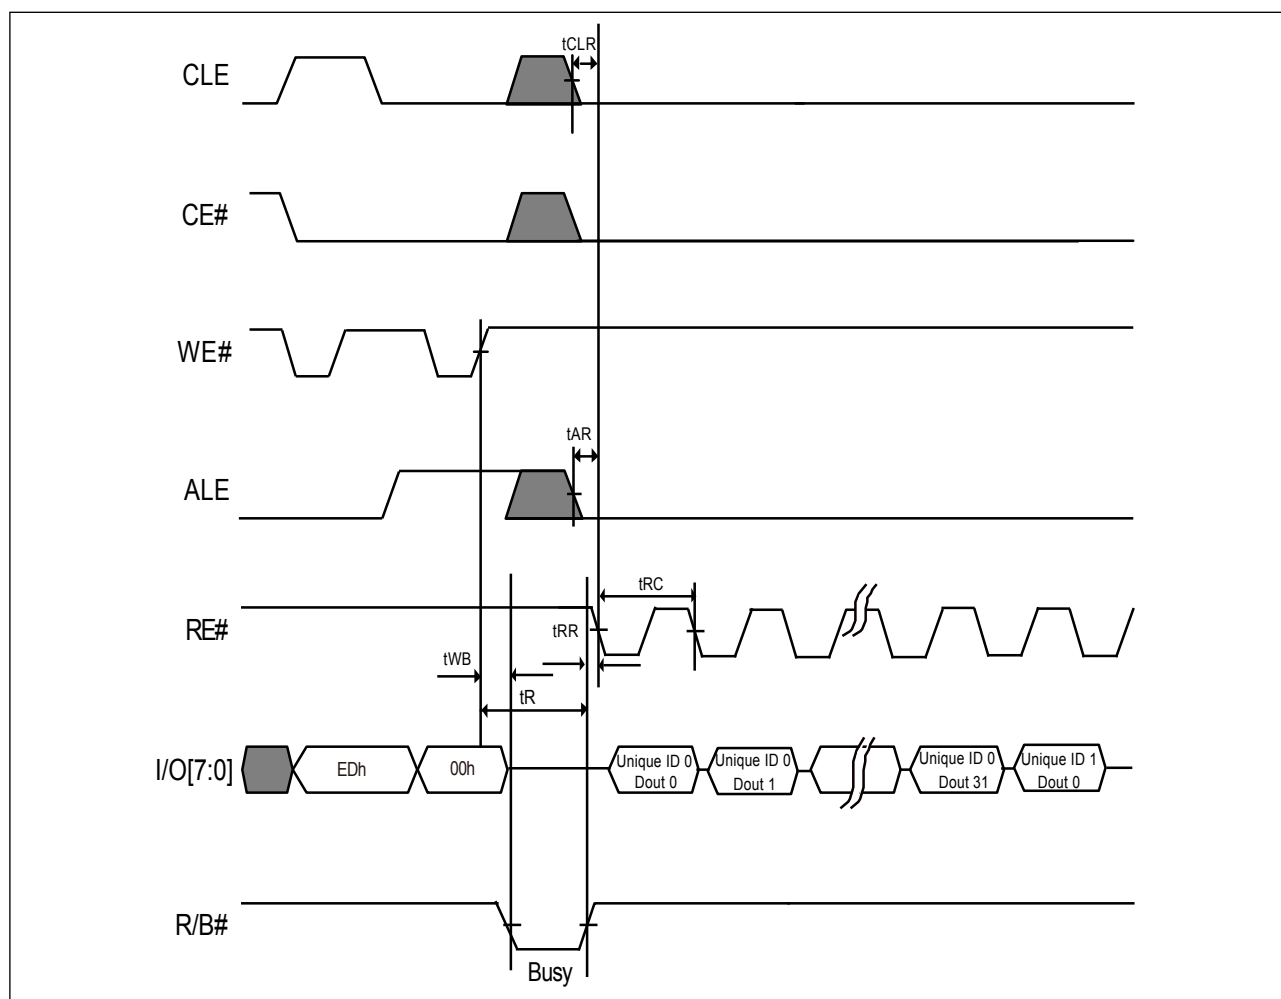 tCLR
CLE
CE#
WE#
tAR
ALE
tRC
RE#
tRR
tWB
tR
I/O[7:0]
EDh
00h
Unique ID 0
Dout 0
Unique ID 0
Dout 1
Unique ID 0
Dout 31
Unique ID 1
Dout 0
R/B#
Busy